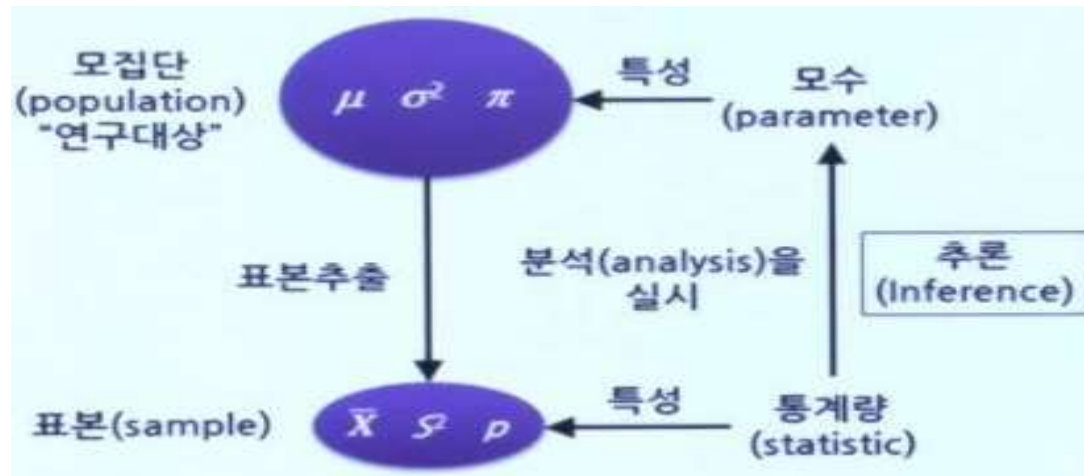 모집단
(population)
"연구대상"
μ σ² π
특성
모수
(parameter)
표본추출
분석(analysis)을
실시
추론
(Inference)
표본(sample)
X̄ S² p
특성
통계량
(statistic)